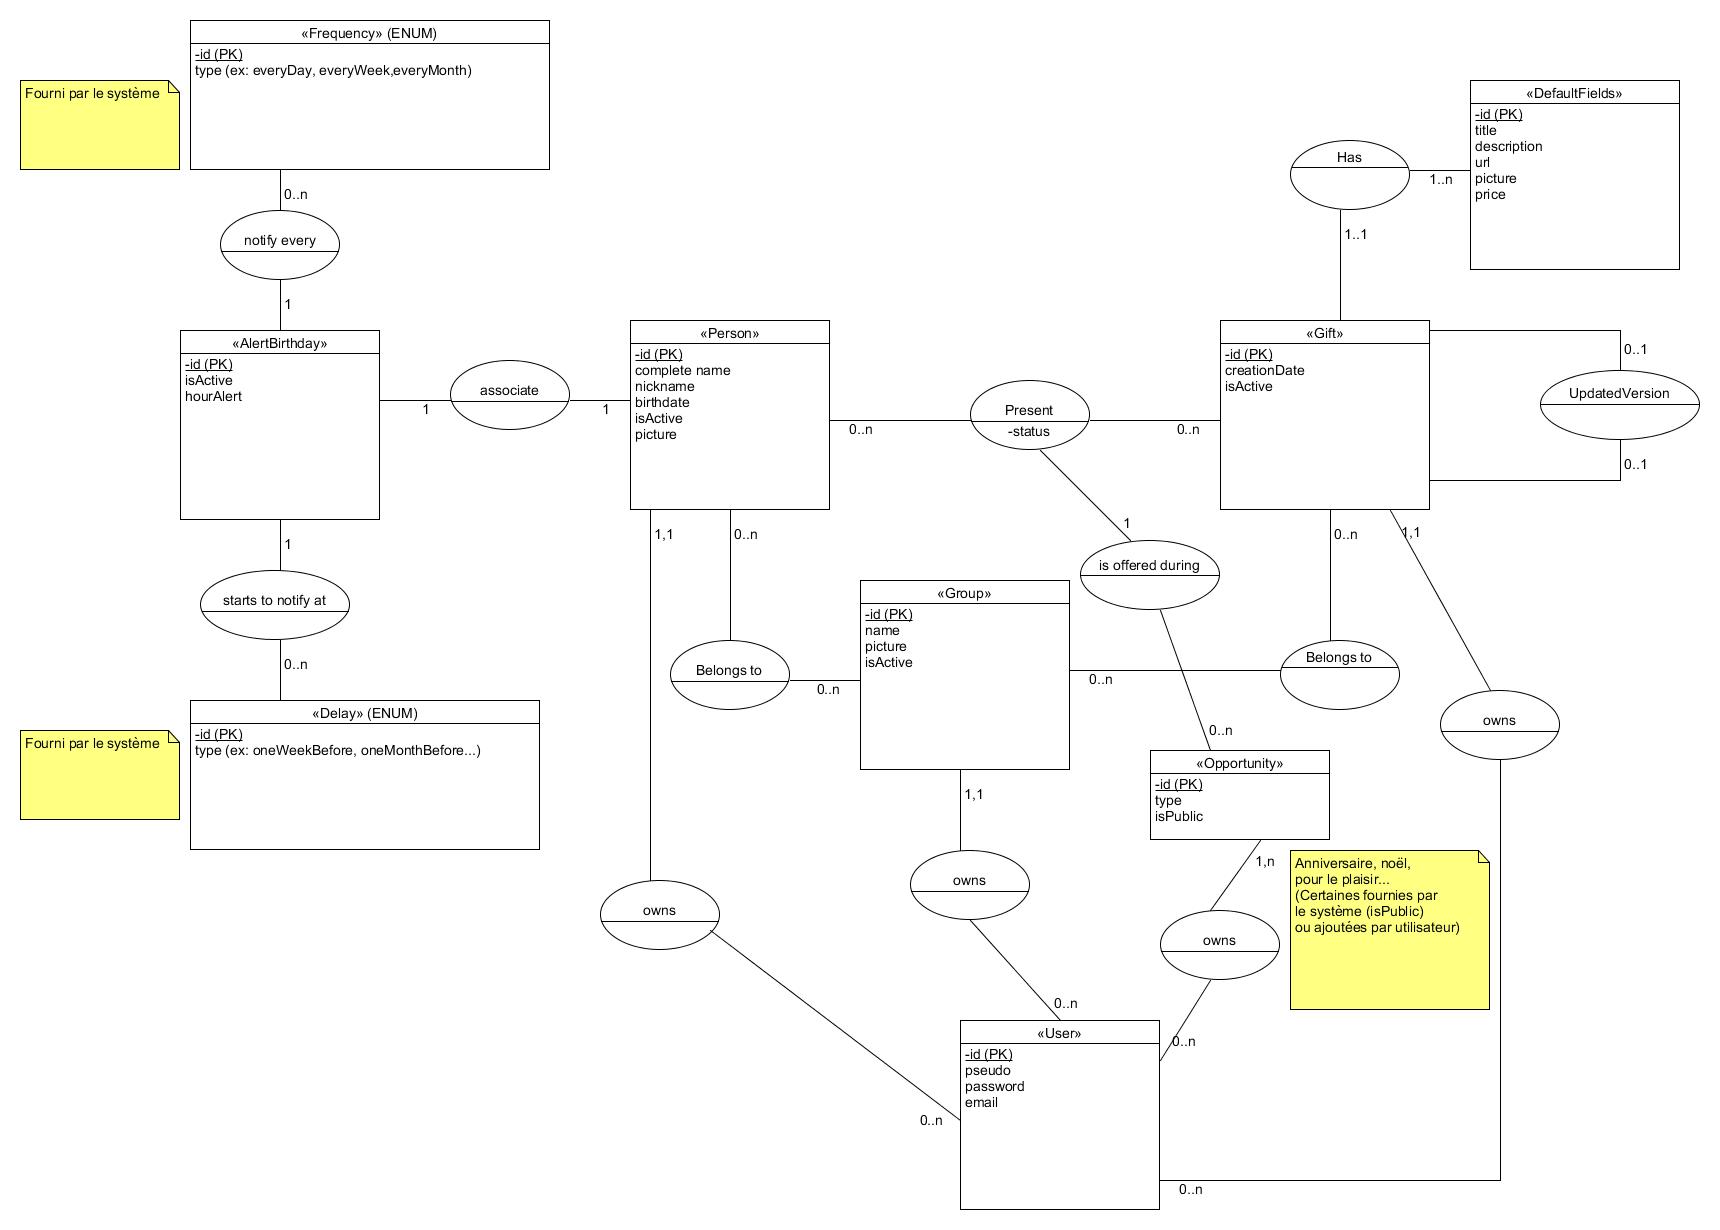 «Frequency» (ENUM)
-id (PK)
type (ex: everyDay, everyWeek,everyMonth)
Fourni par le système
0..n
notify every
1
«AlertBirthday»
-id (PK)
isActive
hourAlert
1
associate
1
1
starts to notify at
0..n
«Delay» (ENUM)
-id (PK)
type (ex: oneWeekBefore, oneMonthBefore...)
Fourni par le système
«Person»
-id (PK)
complete name
nickname
birthdate
isActive
picture
0..n
Present
-status
0..n
«Gift»
-id (PK)
creationDate
isActive
«DefaultFields»
-id (PK)
title
description
url
picture
price
Has
1..n
1..1
0..1
UpdatedVersion
0..1
1,1
0..n
1
is offered during
0..n
1,1
«Group»
-id (PK)
name
picture
isActive
Belongs to
0..n
0..n
Belongs to
0..n
owns
«Opportunity»
-id (PK)
type
isPublic
1,1
1,n
Anniversaire, noël,
pour le plaisir...
(Certaines fournies par
le système (isPublic)
ou ajoutées par utilisateur)
owns
owns
owns
0..n
0..n
«User»
-id (PK)
pseudo
password
email
0..n
0..n